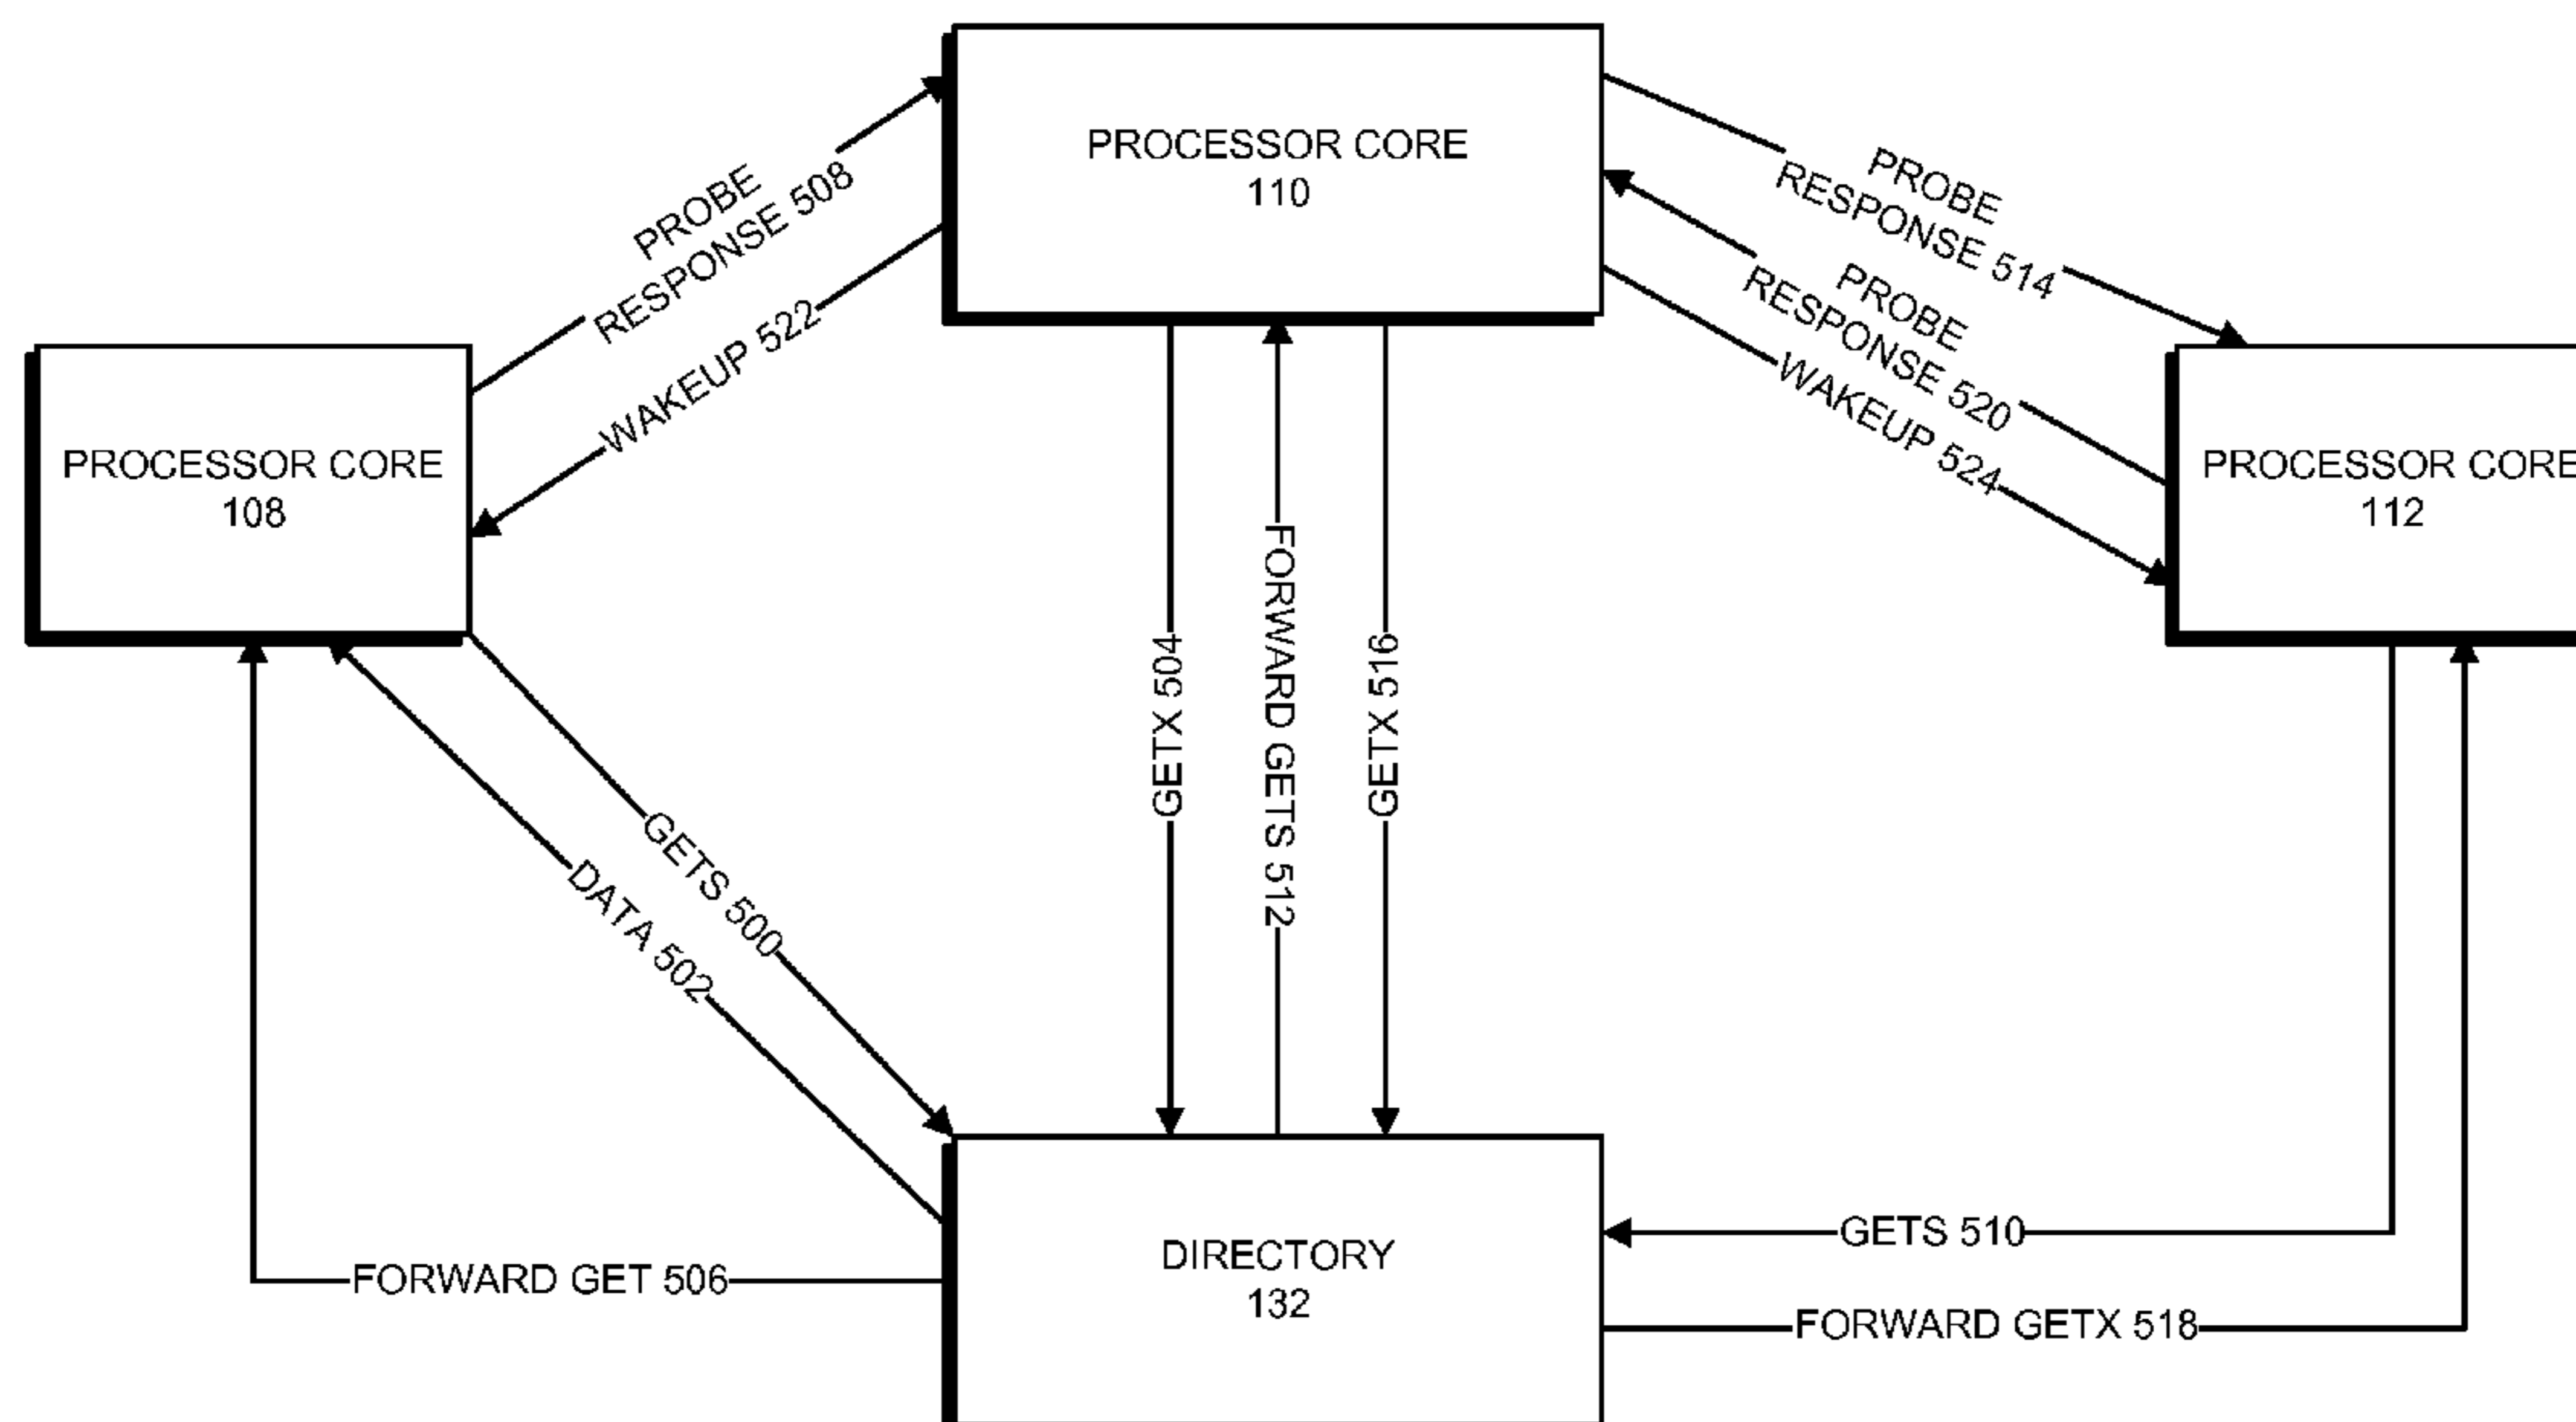 PROCESSOR CORE
110
PROBE
RESPONSE 508
WAKEUP 522
PROBE
RESPONSE 514
PROBE
RESPONSE 520
WAKEUP 524
PROCESSOR CORE
108
PROCESSOR CORE
112
GETX 504
FORWARD GETS 512
GETX 516
GETS 500
DATA 502
FORWARD GET 506
DIRECTORY
132
GETS 510
FORWARD GETX 518